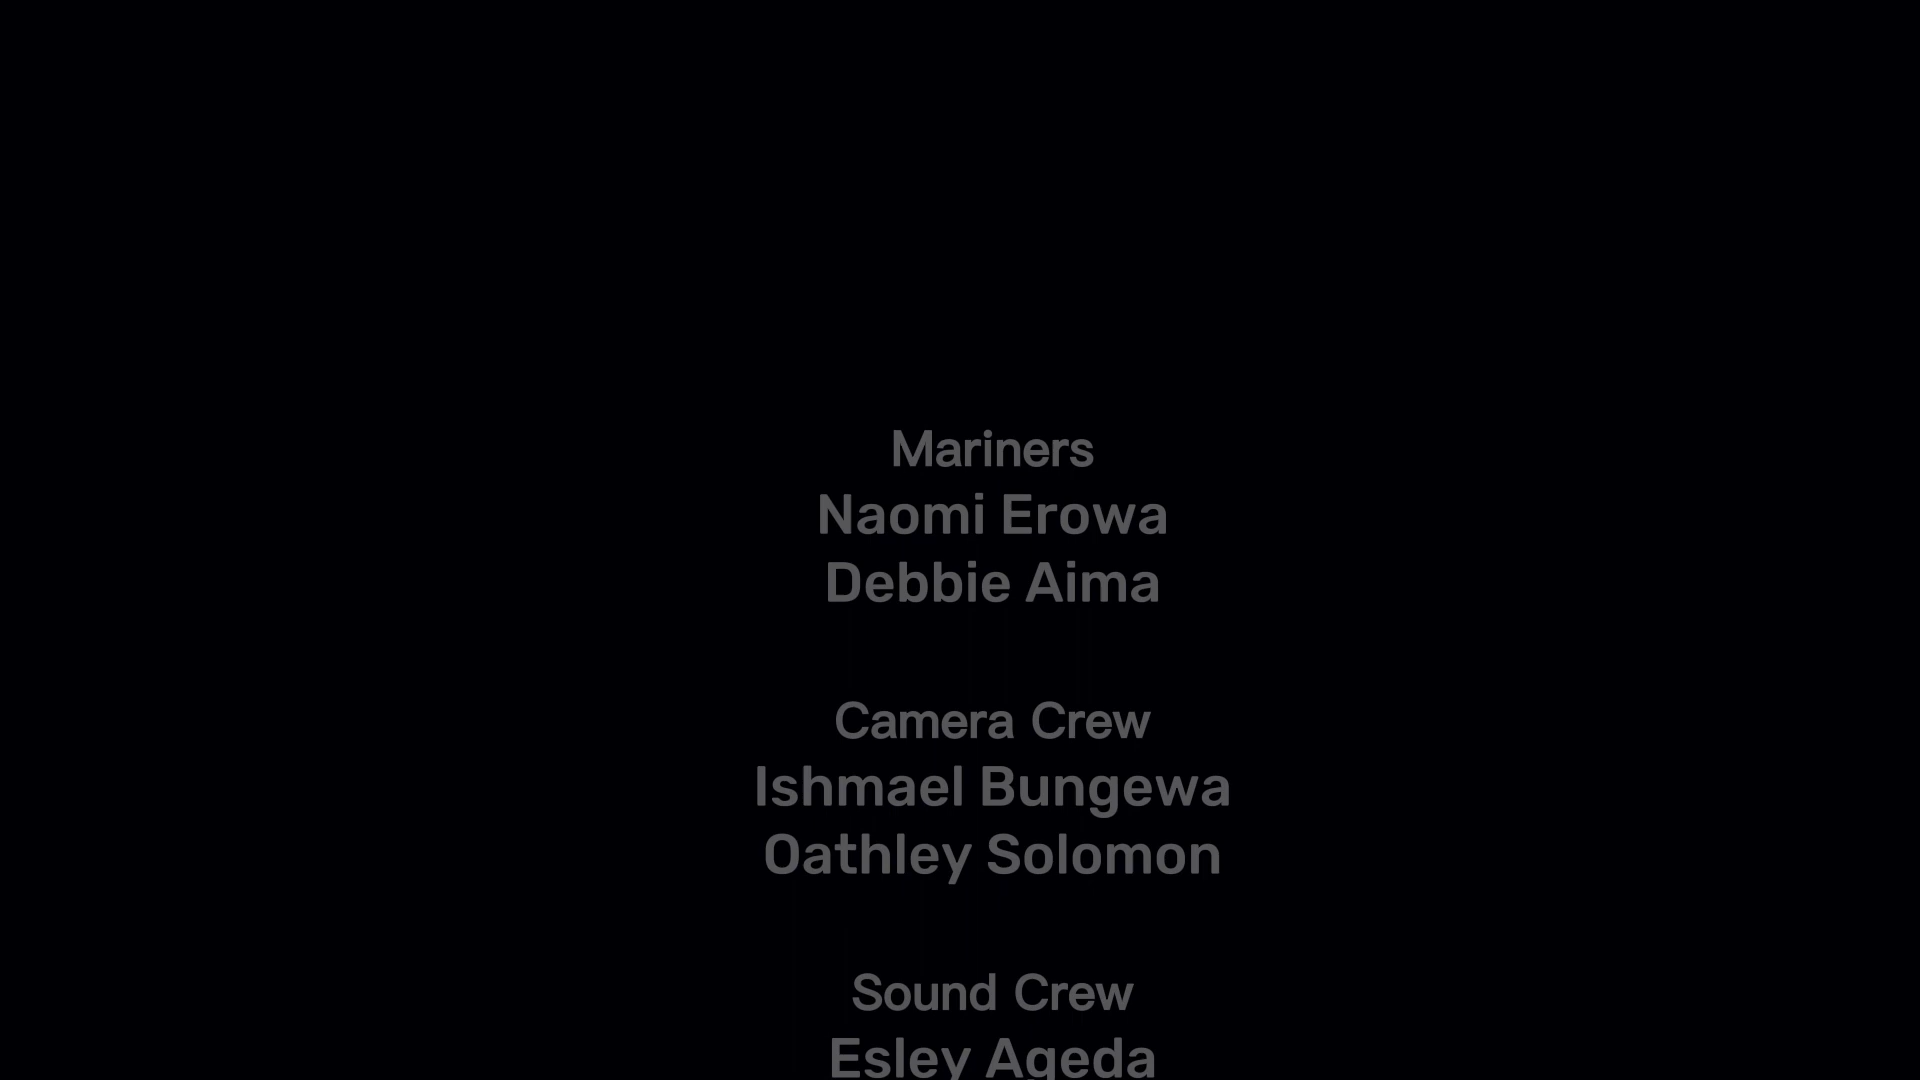 Mariners
Naomi Erowa
Debbie Aima
Camera Crew
Ishmael Bungewa
Oathley Solomon
Sound Crew
Esley Ageda